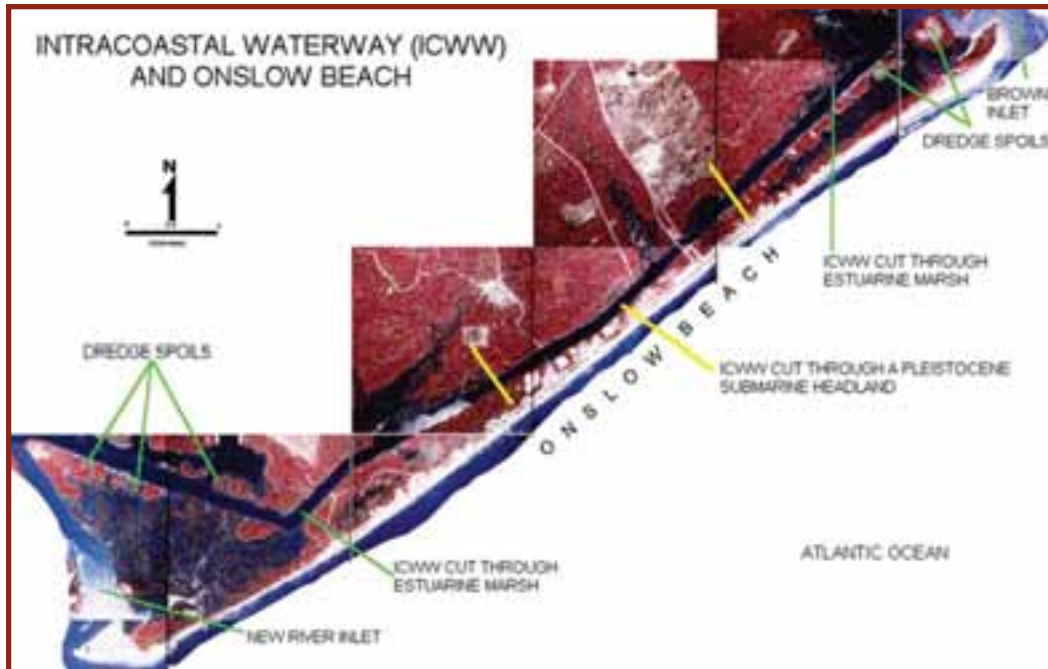 INTRACOASTAL WATERWAY (ICWW)
AND ONSLOW BEACH
N
BROWN
INLET
DREDGE SPOILS
ICWW CUT THROUGH
ESTUARINE MARSH
ONSLOW BEACH
DREDGE SPOILS
ICWW CUT THROUGH A PLEISTOCENE
SUBMARINE HEADLAND
ATLANTIC OCEAN
ICWW CUT THROUGH
ESTUARINE MARSH
NEW RIVER INLET